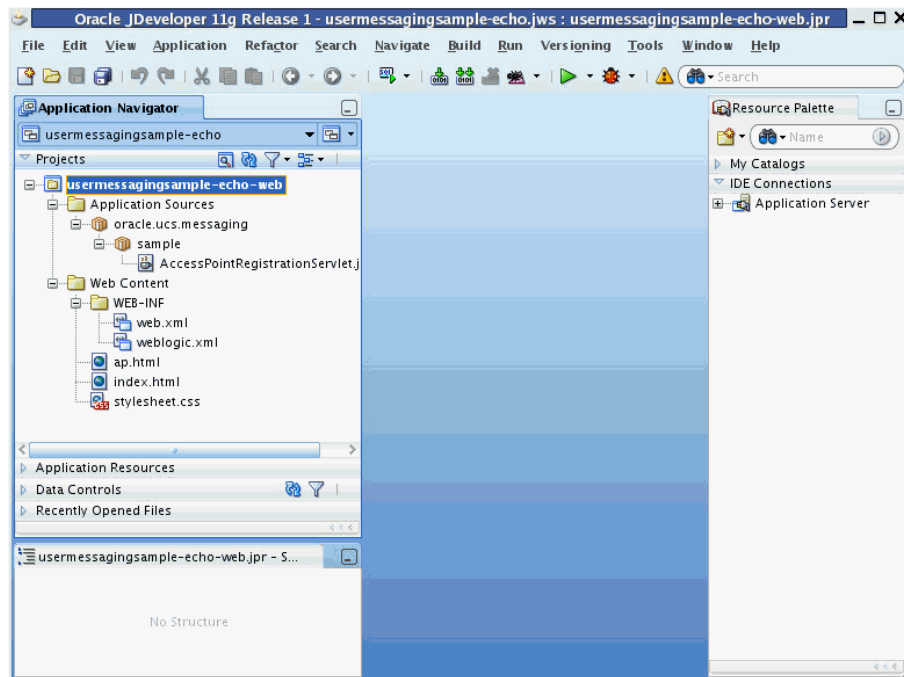 Oracle JDeveloper 11g Release 1 - usermessagingsample-echo.jws : usermessagingsample-echo-web.jpr
File Edit View Application Refactor Search Navigate Build Run Versioning Tools Window Help
Search
Application Navigator
usermessagingsample-echo
Projects
usermessagingsample-echo-web
Application Sources
oracle.ucs.messaging
sample
AccessPointRegistrationServlet.j
Web Content
WEB-INF
web.xml
weblogic.xml
ap.html
index.html
stylesheet.css
Application Resources
Data Controls
Recently Opened Files
usermessagingsample-echo-web.jpr - S...
No Structure
Resource Palette
Name
My Catalogs
IDE Connections
Application Server